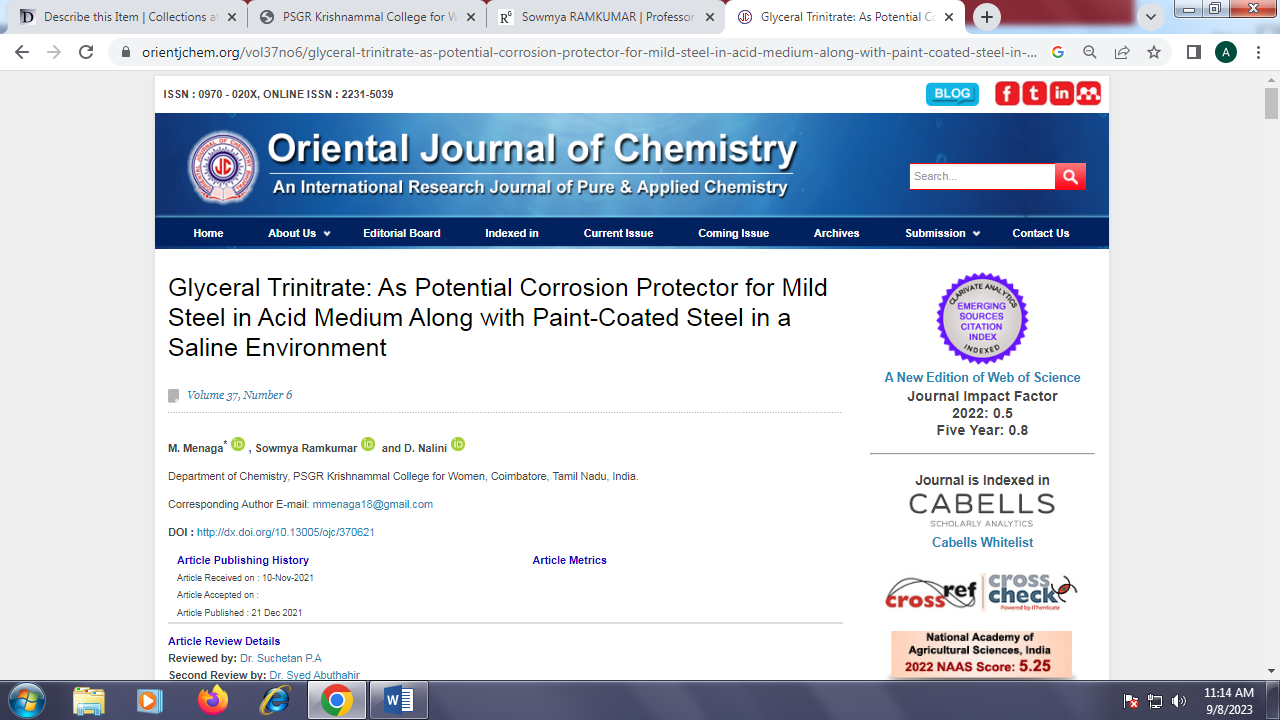 Describe this Item | Collections at
PSGR Krishnammal College for W
Sowmya RAMKUMAR | Professor
Glyceral Trinitrate: As Potential Co
orientjchem.org/vol37no6/glyceral-trinitrate-as-potential-corrosion-protector-for-mild-steel-in-acid-medium-along-with-paint-coated-steel-in-...
A
ISSN : 0970 - 020X, ONLINE ISSN : 2231-5039
BLOG
Oriental Journal of Chemistry
An International Research Journal of Pure & Applied Chemistry
Search...
Home About Us Editorial Board Indexed in Current Issue Coming Issue Archives Submission Contact Us
Glyceral Trinitrate: As Potential Corrosion Protector for Mild
Steel in Acid Medium Along with Paint-Coated Steel in a
Saline Environment
Volume 37, Number 6
M. Menaga* iD , Sowmya Ramkumar iD and D. Nalini iD
Department of Chemistry, PSGR Krishnammal College for Women, Coimbatore, Tamil Nadu, India.
Corresponding Author E-mail: mmenaga18@gmail.com
DOI : http://dx.doi.org/10.13005/ojc/370621
Article Publishing History
Article Metrics
Article Received on : 10-Nov-2021
Article Accepted on :
Article Published : 21 Dec 2021
Article Review Details
Reviewed by: Dr. Suchetan P.A
Second Review by: Dr. Syed Abuthahir
CLARIVATE ANALYTICS
EMERGING
SOURCES
CITATION
INDEX
INDEXED
A New Edition of Web of Science
Journal Impact Factor
2022: 0.5
Five Year: 0.8
Journal is Indexed in
CABELLS
SCHOLARLY ANALYTICS
Cabells Whitelist
crossref
cross check
Powered by iThenticate
National Academy of
Agricultural Sciences, India
2022 NAAS Score: 5.25
11:14 AM
9/8/2023